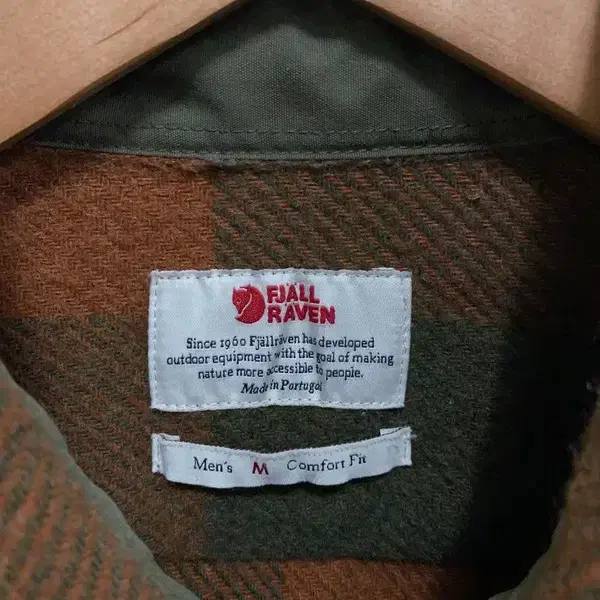 FJÄLL
RÄVEN
Since 1960 Fjällräven has developed
outdoor equipment with the goal of making
nature more accessible to people.
Made in Portugal
Men's M Comfort Fit